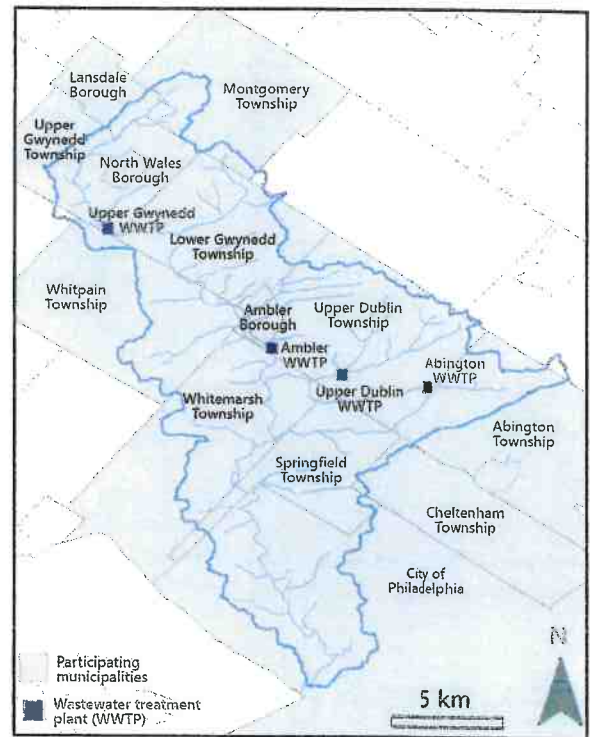 Lansdale
Borough
Montgomery
Township
Upper
Gwynedd
Township
North Wales
Borough
Upper Gwynedd
WWTP
Lower Gwynedd
Township
Whitpain
Township
Ambler
Borough
Upper Dublin
Township
Ambler
WWTP
Abington
WWTP
Upper Dublin
WWTP
Whitemarsh
Township
Abington
Township
Springfield
Township
Cheltenham
Township
City of
Philadelphia
N
Participating
municipalities
Wastewater treatment
plant (WWTP)
5 km